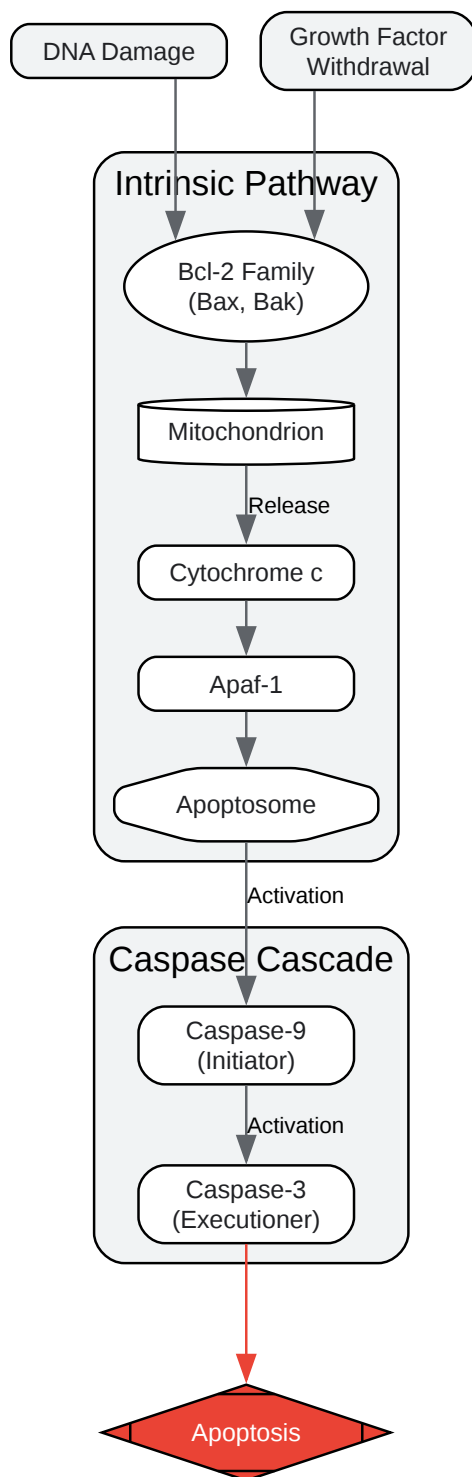 DNA Damage
Growth Factor
Withdrawal
Intrinsic Pathway
Bcl-2 Family
(Bax, Bak)
Mitochondrion
Release
Cytochrome c
Apaf-1
Apoptosome
Activation
Caspase Cascade
Caspase-9
(Initiator)
Activation
Caspase-3
(Executioner)
Apoptosis